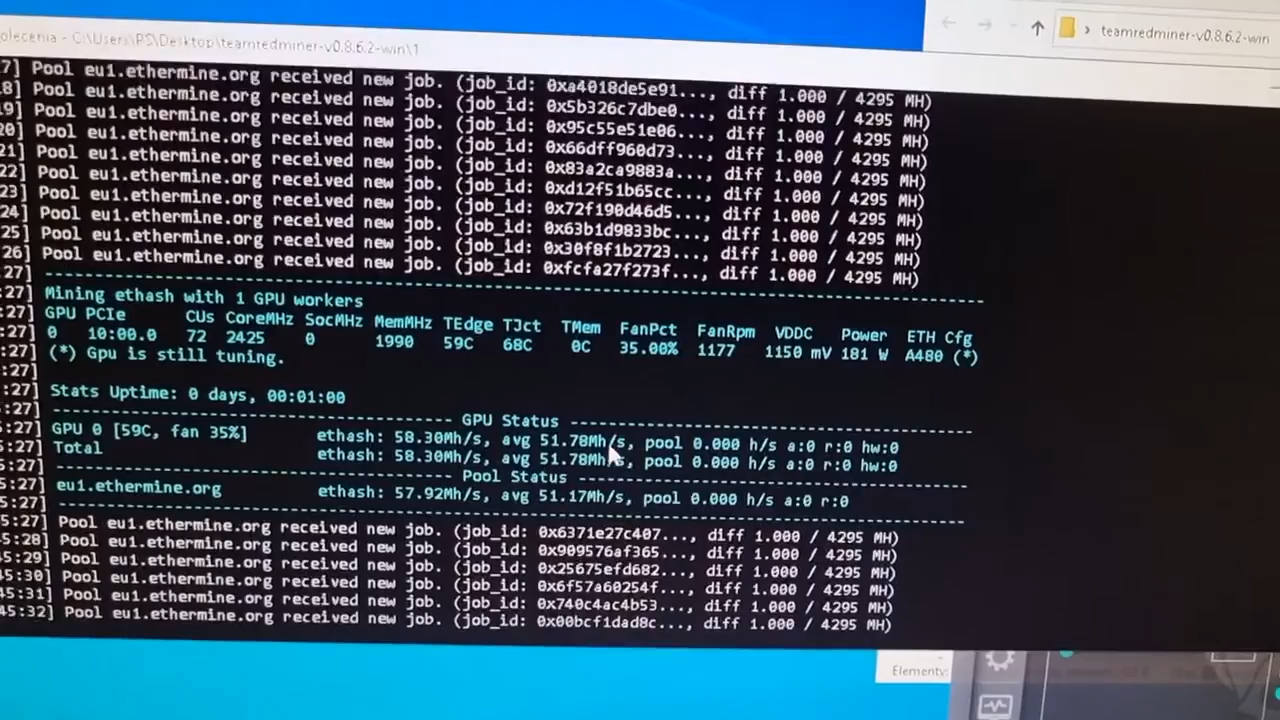 olecenia - C:\Users\PS\Desktop\teamredminer-v0.8.6.2-win\1
teamredminer-v0.8.6.2-win
7] Pool eu1.ethermine.org received new job. (job_id: 0xa4018de5e91..., diff 1.000 / 4295 MH)
18] Pool eu1.ethermine.org received new job. (job_id: 0x5b326c7dbe0..., diff 1.000 / 4295 MH)
19] Pool eu1.ethermine.org received new job. (job_id: 0x95c55e51e06..., diff 1.000 / 4295 MH)
20] Pool eu1.ethermine.org received new job. (job_id: 0x66dff960d73..., diff 1.000 / 4295 MH)
21] Pool eu1.ethermine.org received new job. (job_id: 0x83a2ca9883a..., diff 1.000 / 4295 MH)
22] Pool eu1.ethermine.org received new job. (job_id: 0xd12f51b65cc..., diff 1.000 / 4295 MH)
23] Pool eu1.ethermine.org received new job. (job_id: 0x72f190d46d5..., diff 1.000 / 4295 MH)
24] Pool eu1.ethermine.org received new job. (job_id: 0x63b1d9833bc..., diff 1.000 / 4295 MH)
25] Pool eu1.ethermine.org received new job. (job_id: 0x30f8f1b2723..., diff 1.000 / 4295 MH)
26] Pool eu1.ethermine.org received new job. (job_id: 0xfcfa27f273f..., diff 1.000 / 4295 MH)
:27] ------------------------------------------------------------
:27] Mining ethash with 1 GPU workers
:27] GPU PCIe CUs CoreMHz SocMHz MemMHz TEdge TJct TMem FanPct FanRpm VDDC Power ETH Cfg
:27] 0 10:00.0 72 2425 0 1990 59C 68C 0C 35.00% 1177 1150 mV 181 W A480 (*)
:27] (*) Gpu is still tuning.
:27]
:27] Stats Uptime: 0 days, 00:01:00
:27] ------------------------------ GPU Status ------------------------------
5:27] GPU 0 [59C, fan 35%] ethash: 58.30Mh/s, avg 51.78Mh/s, pool 0.000 h/s a:0 r:0 hw:0
5:27] Total ethash: 58.30Mh/s, avg 51.78Mh/s, pool 0.000 h/s a:0 r:0 hw:0
5:27] ------------------------------ Pool Status ------------------------------
5:27] eu1.ethermine.org ethash: 57.92Mh/s, avg 51.17Mh/s, pool 0.000 h/s a:0 r:0
5:27] ------------------------------------------------------------
5:27] Pool eu1.ethermine.org received new job. (job_id: 0x6371e27c407..., diff 1.000 / 4295 MH)
45:28] Pool eu1.ethermine.org received new job. (job_id: 0x909576af365..., diff 1.000 / 4295 MH)
45:29] Pool eu1.ethermine.org received new job. (job_id: 0x25675efd682..., diff 1.000 / 4295 MH)
45:30] Pool eu1.ethermine.org received new job. (job_id: 0x6f57a60254f..., diff 1.000 / 4295 MH)
45:31] Pool eu1.ethermine.org received new job. (job_id: 0x740c4ac4b53..., diff 1.000 / 4295 MH)
45:32] Pool eu1.ethermine.org received new job. (job_id: 0x00bcf1dad8c..., diff 1.000 / 4295 MH)
Elementy: